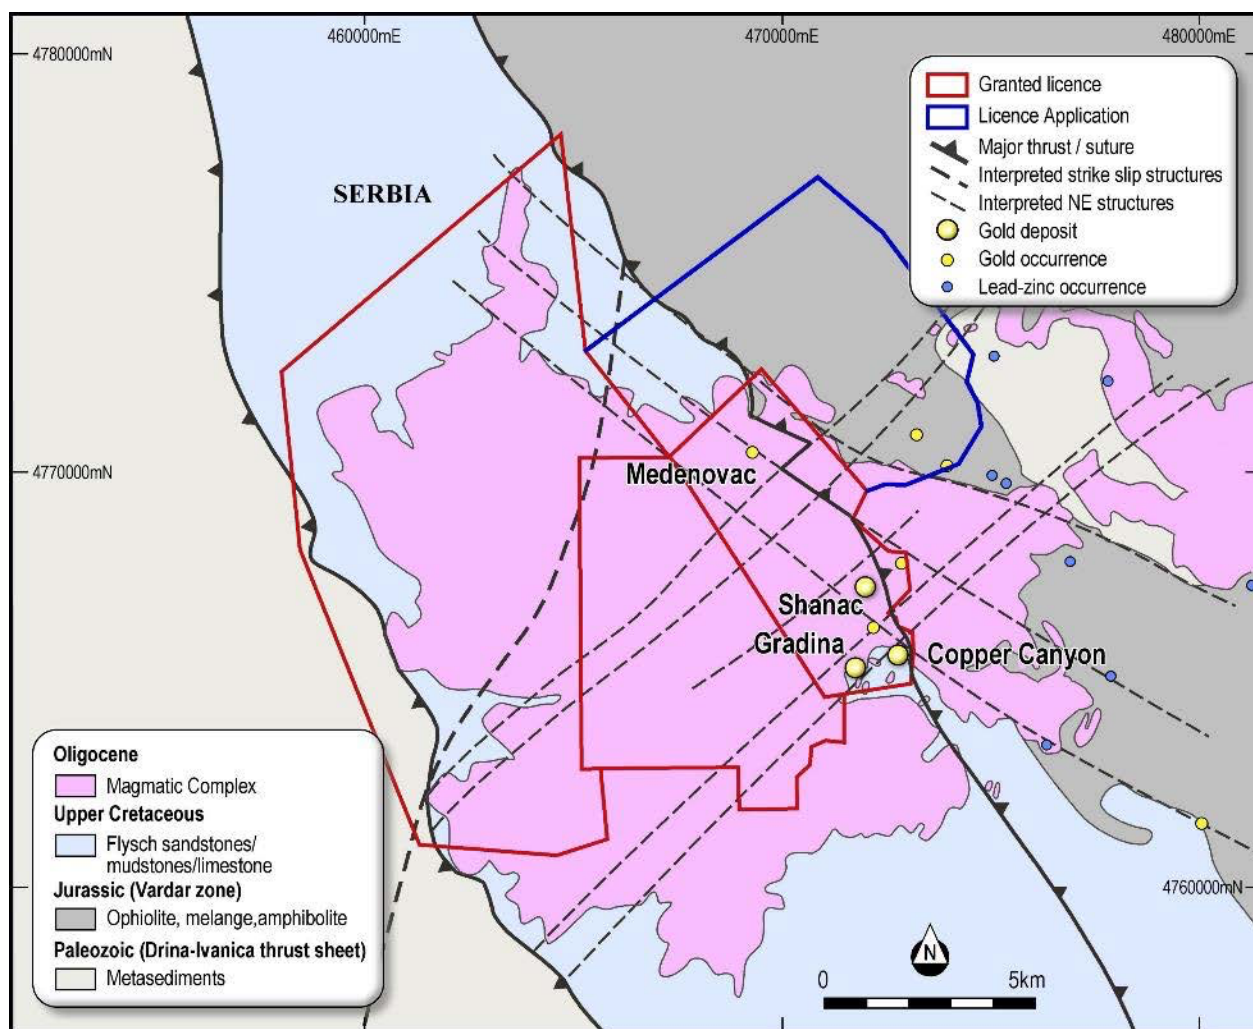 460000mE
470000mE
480000mE
4780000mN
Granted licence
Licence Application
Major thrust / suture
Interpreted strike slip structures
Interpreted NE structures
Gold deposit
Gold occurrence
Lead-zinc occurrence
SERBIA
4770000mN
Medenovac
Shanac
Gradina
Copper Canyon
Oligocene
Magmatic Complex
Upper Cretaceous
Flysch sandstones/
mudstones/limestone
Jurassic (Vardar zone)
Ophiolite, melange,amphibolite
Paleozoic (Drina-Ivanica thrust sheet)
Metasediments
4760000mN
N
0
5km